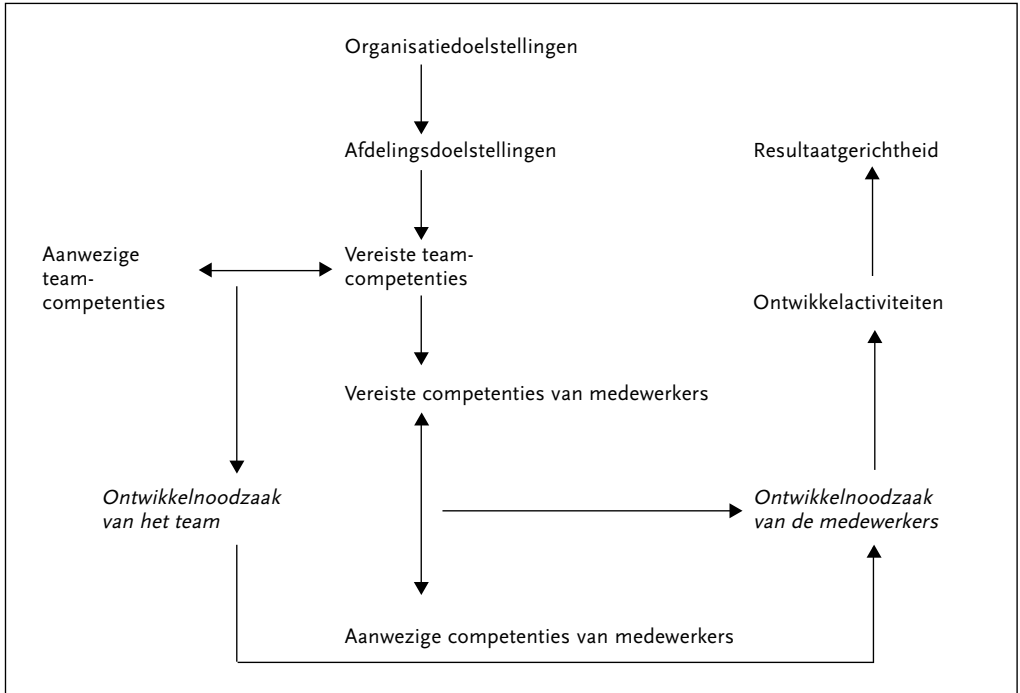 Organisatiedoelstellingen
Afdelingsdoelstellingen
Resultaatgerichtheid
Aanwezige
team-
competenties
Vereiste team-
competenties
Ontwikkelactiviteiten
Vereiste competenties van medewerkers
Ontwikkelnoodzaak
van het team
Ontwikkelnoodzaak
van de medewerkers
Aanwezige competenties van medewerkers